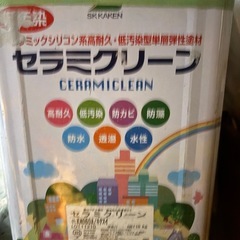 SK KAKEN
汚染
ミックシリコン系高耐久・低汚染型単層弾性塗材
セラミクリーン
CERAMICLEAN
高耐久 低汚染 防カビ 防藻
防水 透湿 水性
セラミクリーン